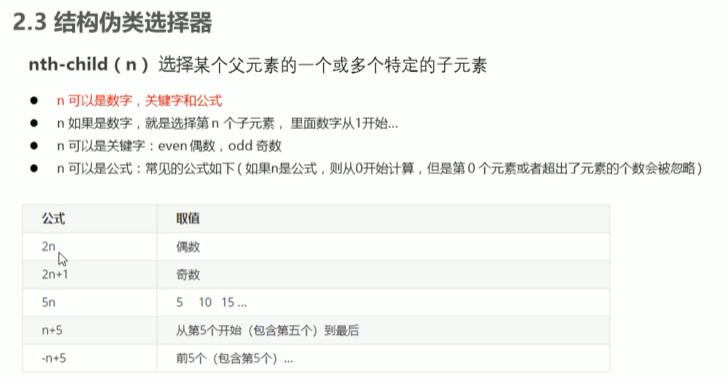 2.3 结构伪类选择器
nth-child（n） 选择某个父元素的一个或多个特定的子元素
● n 可以是数字，关键字和公式
● n 如果是数字，就是选择第 n 个子元素， 里面数字从1开始...
● n 可以是关键字：even 偶数，odd 奇数
● n 可以是公式：常见的公式如下 ( 如果n是公式，则从0开始计算，但是第 0 个元素或者超出了元素的个数会被忽略 )
公式 取值
2n 偶数
2n+1 奇数
5n 5 10 15 ...
n+5 从第5个开始（包含第五个）到最后
-n+5 前5个（包含第5个）...